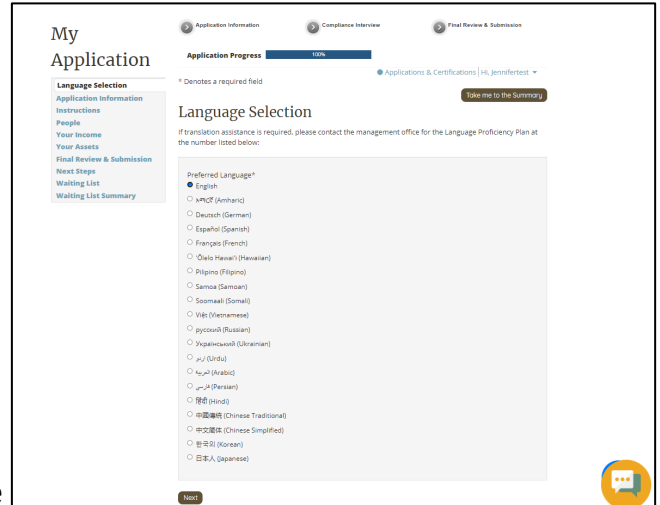 My
Application
Language Selection
Application Information
Instructions
People
Your Income
Your Assets
Final Review & Submission
Next Steps
Waiting List
Waiting List Summary
Application Information
Compliance Interview
Final Review & Submission
Application Progress
100%
Applications & Certifications | Hi, Jennifertest
* Denotes a required field
Take me to the Summary
Language Selection
If translation assistance is required, please contact the management office for the Language Proficiency Plan at
the number listed below:
Preferred Language*
English
አማርኛ (Amharic)
Deutsch (German)
Español (Spanish)
Français (French)
'Ōlelo Hawai'i (Hawaiian)
Pilipino (Filipino)
Samoa (Samoan)
Soomaali (Somali)
Việt (Vietnamese)
русский (Russian)
Український (Ukrainian)
اردو (Urdu)
العربية (Arabic)
فارسی (Persian)
हिंदी (Hindi)
中國傳統 (Chinese Traditional)
中文简体 (Chinese Simplified)
한국의 (Korean)
日本人 (Japanese)
Next